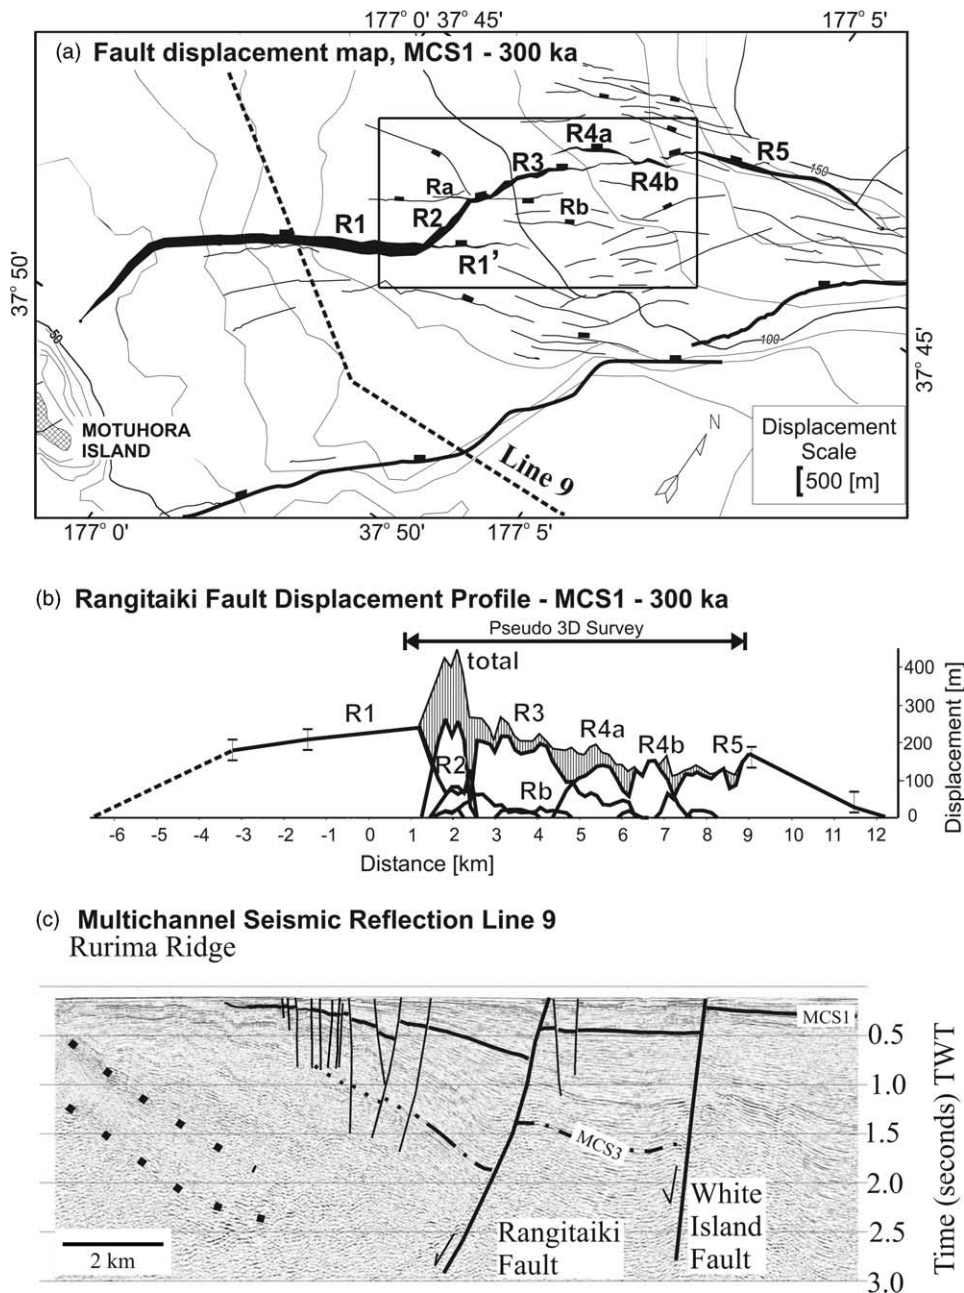 177° 0' 37° 45'
177° 5'
(a) Fault displacement map, MCS1 - 300 ka
R4a
R5
R3
150
Ra
R4b
R2
Rb
R1
R1'
37° 50'
50
100
37° 45'
MOTUHORA
ISLAND
N
Displacement
Scale
500 [m]
Line 9
177° 0'
37° 50'
177° 5'
(b) Rangitaiki Fault Displacement Profile - MCS1 - 300 ka
Pseudo 3D Survey
total
400
300
200
100
0
Displacement [m]
R1
R3
R4a
R4b
R5
R2
Rb
-6 -5 -4 -3 -2 -1 0 1 2 3 4 5 6 7 8 9 10 11 12
Distance [km]
(c) Multichannel Seismic Reflection Line 9
Rurima Ridge
MCS1
0.5
1.0
MCS3
1.5
2.0
2.5
3.0
Time (seconds) TWT
White
Island
Fault
Rangitaiki
Fault
2 km